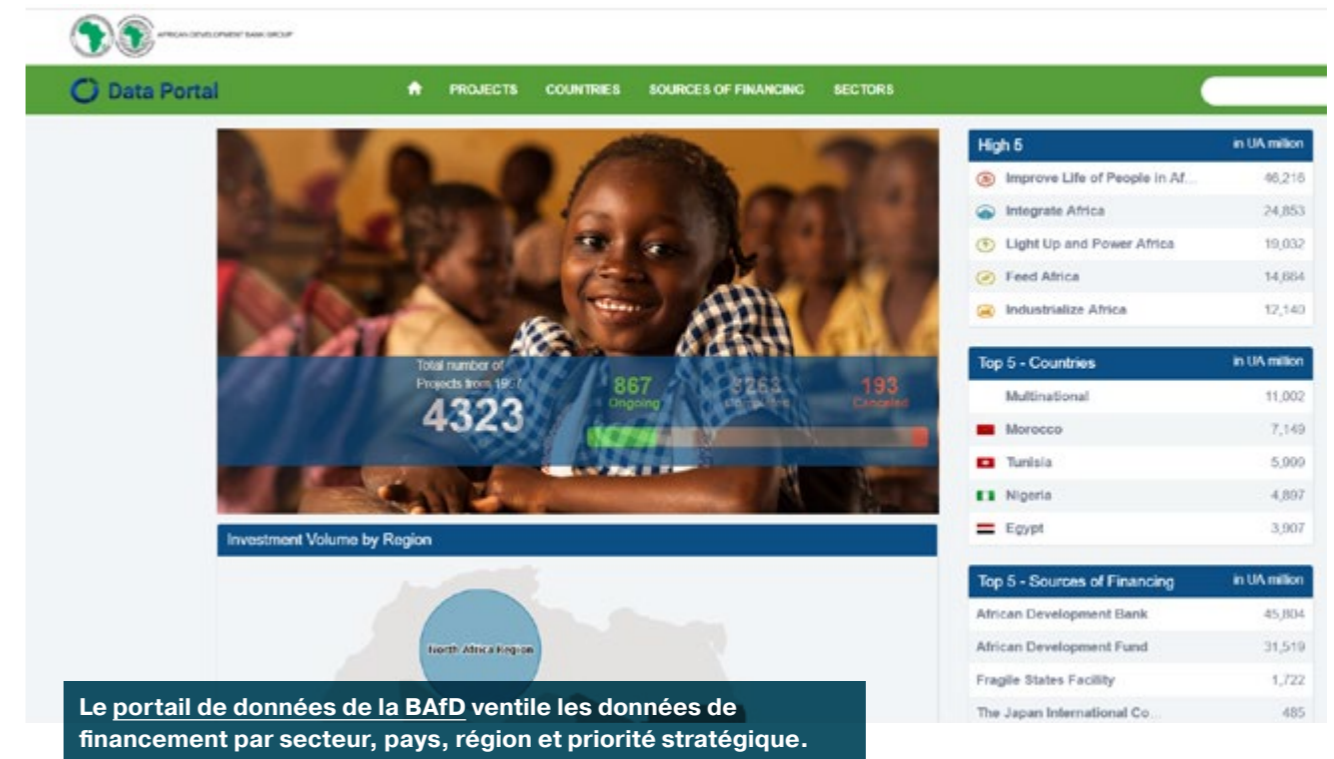 AFRICAN DEVELOPMENT BANK GROUP
Data Portal
PROJECTS COUNTRIES SOURCES OF FINANCING SECTORS
Total number of
Projects from 1967
4323
867
Ongoing
3263
Completed
193
Canceled
Investment Volume by Region
North Africa Region
High 5 in UA million
Improve Life of People in Af... 46,216
Integrate Africa 24,853
Light Up and Power Africa 19,032
Feed Africa 14,664
Industrialize Africa 12,140
Top 5 - Countries in UA million
Multinational 11,002
Morocco 7,149
Tunisia 5,909
Nigeria 4,897
Egypt 3,907
Top 5 - Sources of Financing in UA million
African Development Bank 45,804
African Development Fund 31,519
Fragile States Facility 1,722
The Japan International Co... 485
Le portail de données de la BAfD ventile les données de
financement par secteur, pays, région et priorité stratégique.